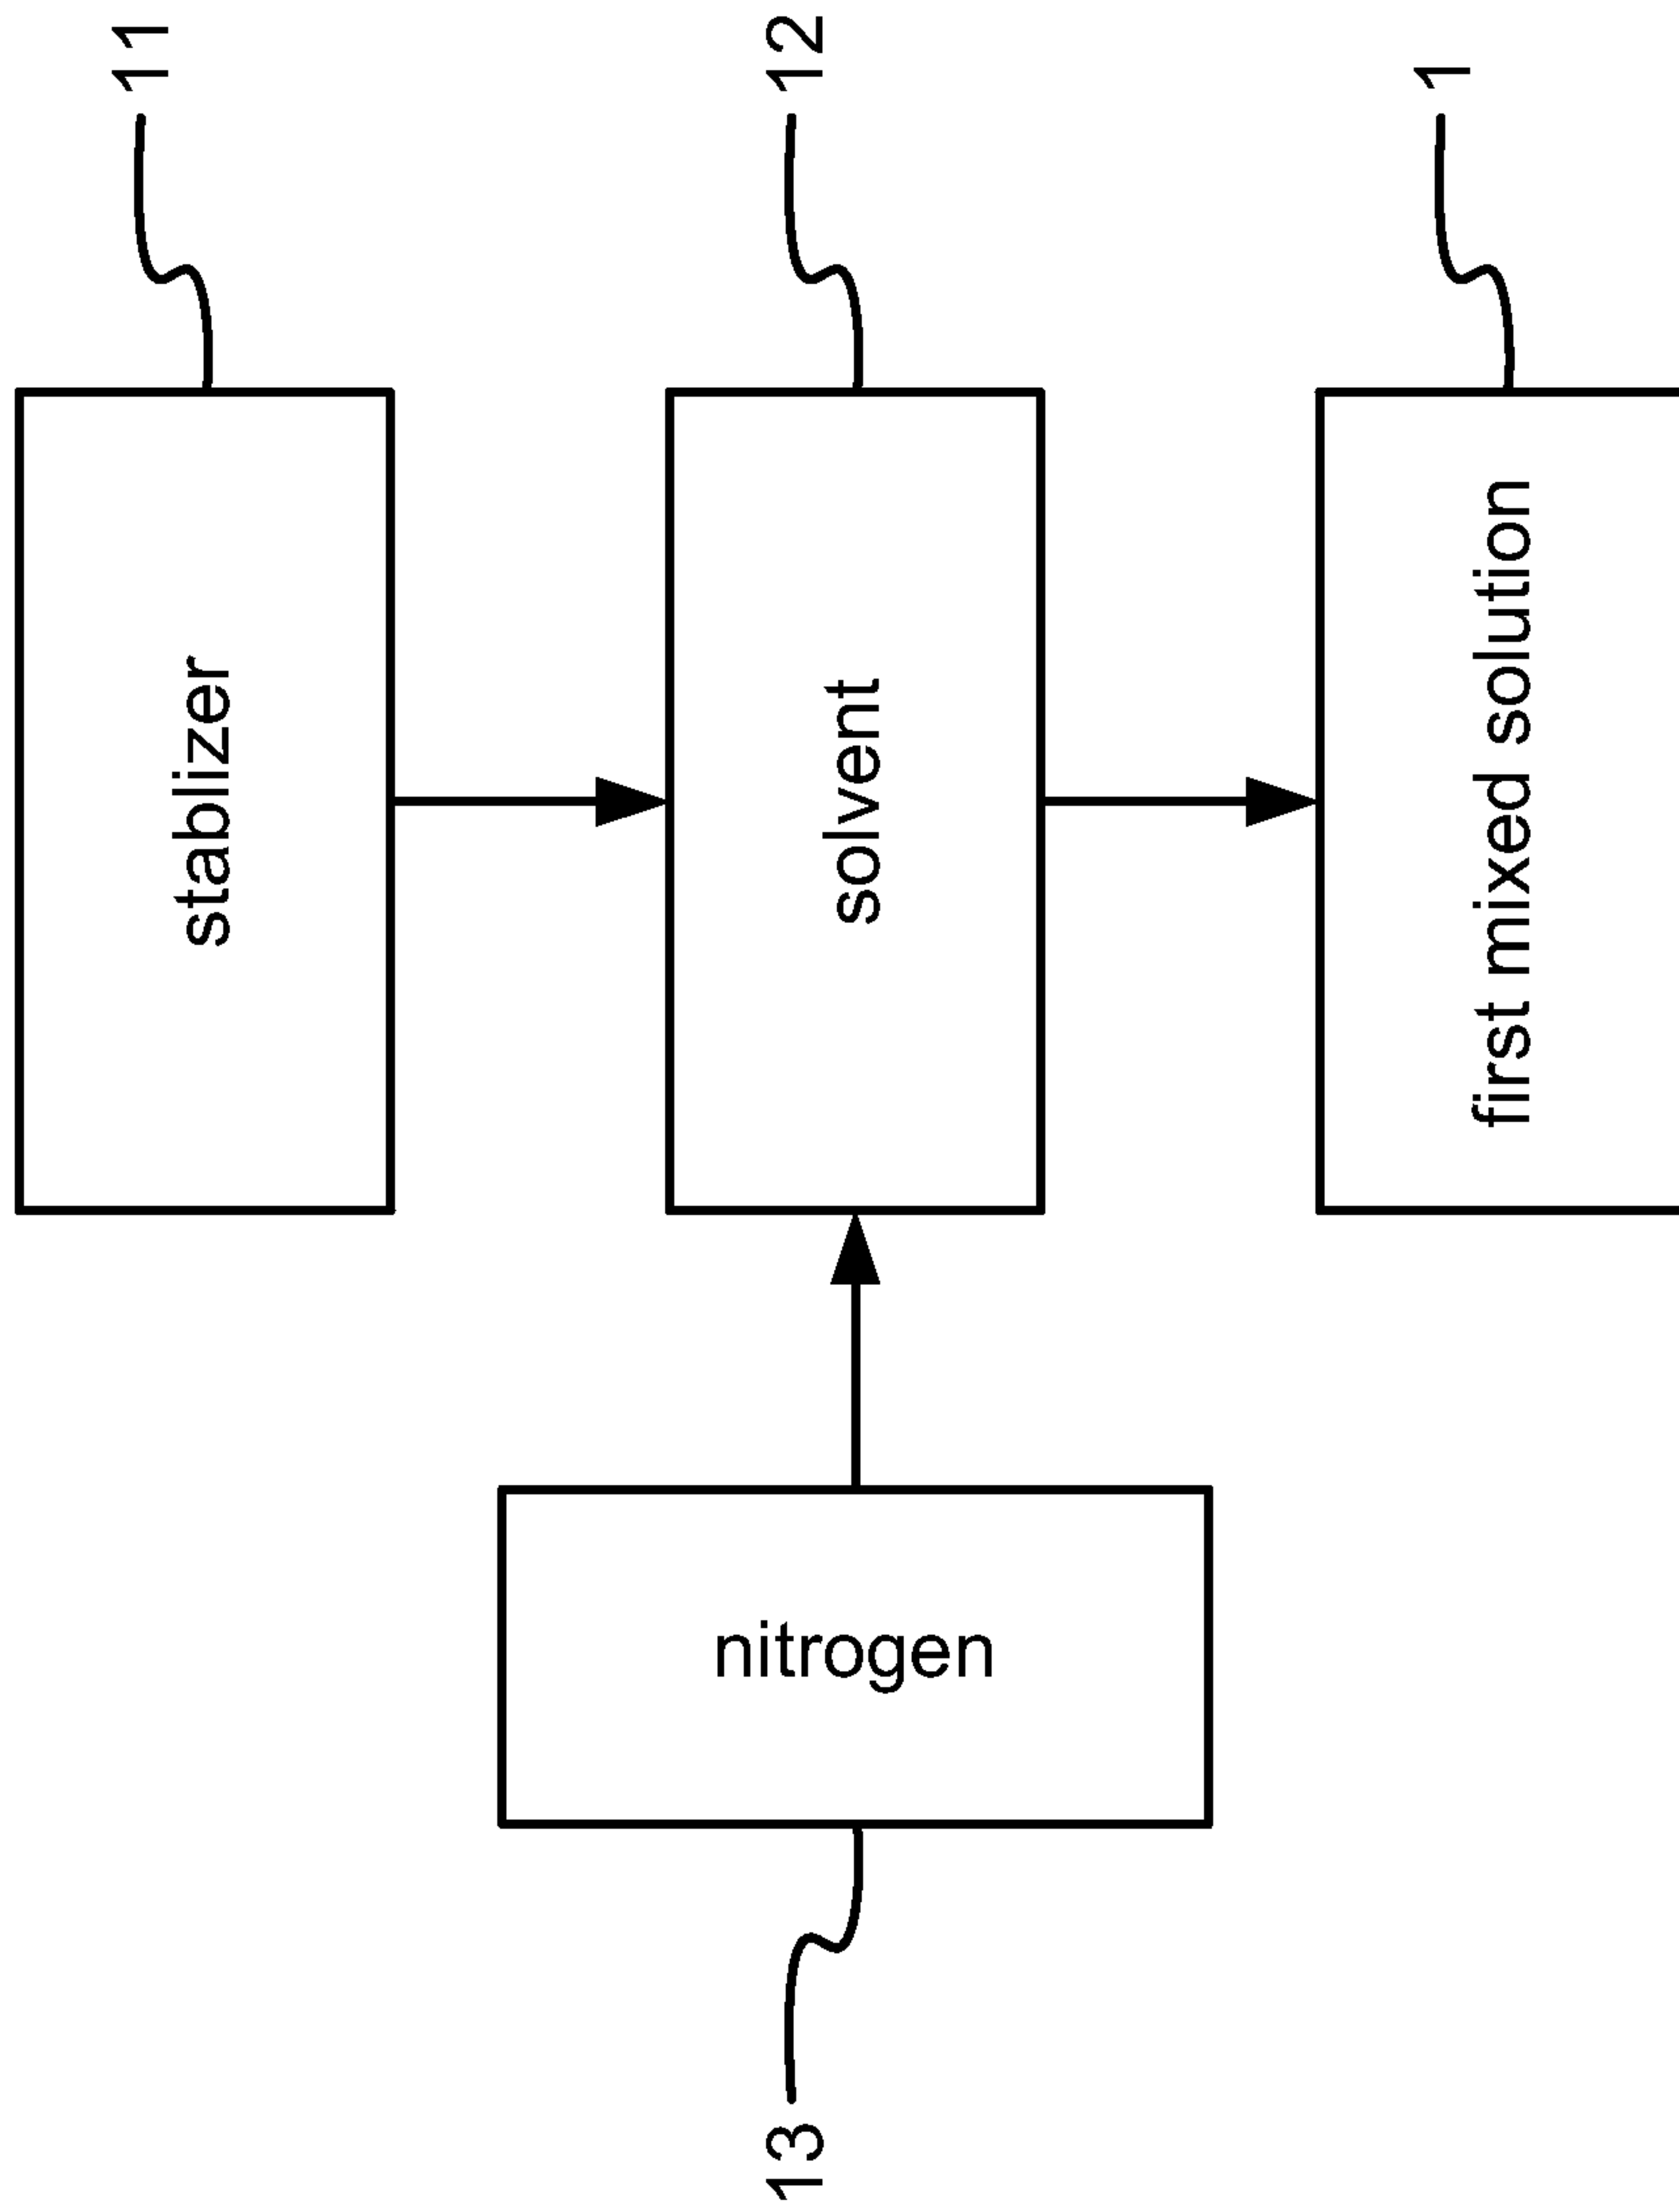 stablizer
11
solvent
12
nitrogen
13
first mixed solution
1